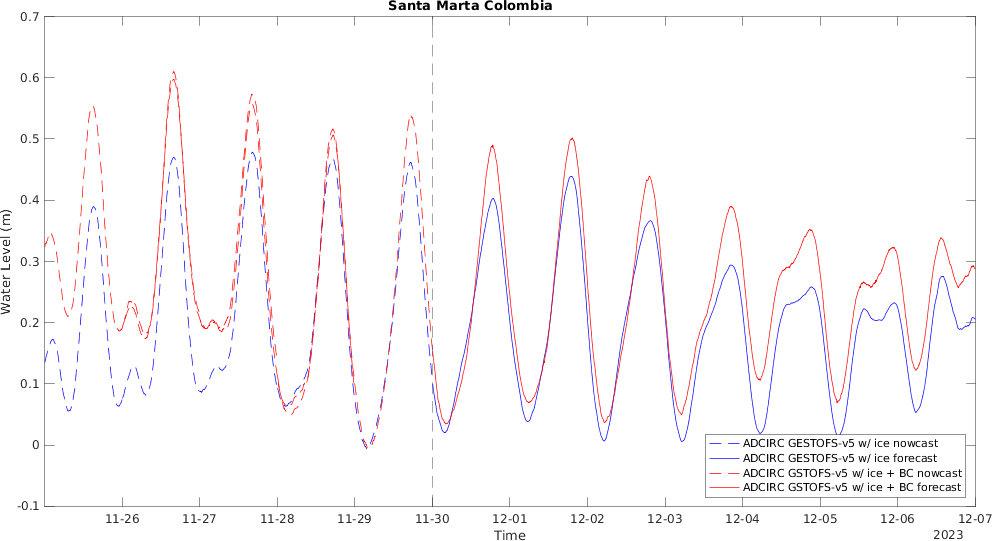 Santa Marta Colombia
0.7
0.6
0.5
0.4
0.3
0.2
0.1
0
-0.1
Water Level (m)
11-26 11-27 11-28 11-29 11-30 12-01 12-02 12-03 12-04 12-05 12-06 12-07
Time
2023
ADCIRC GESTOFS-v5 w/ ice nowcast
ADCIRC GESTOFS-v5 w/ ice forecast
ADCIRC GSTOFS-v5 w/ ice + BC nowcast
ADCIRC GSTOFS-v5 w/ ice + BC forecast